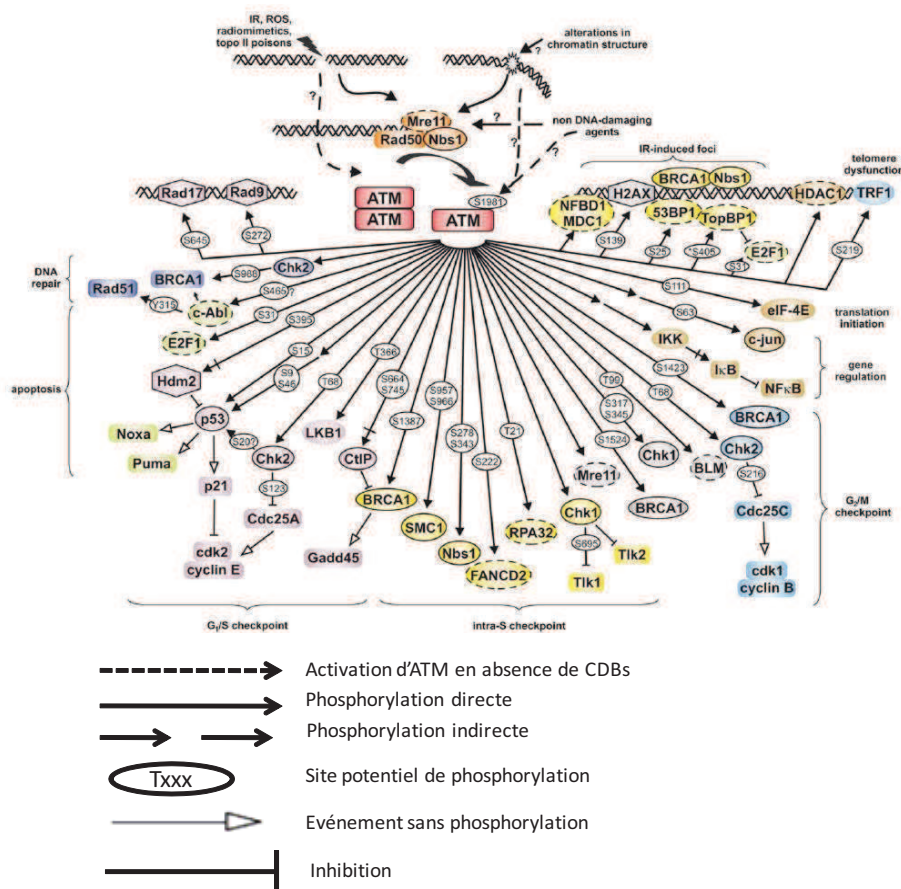 IR, ROS,
radiomimetics,
topo II poisons
alterations in
chromatin structure
?
?
?
?
?
Mre11
Rad50
Nbs1
non DNA-damaging
agents
IR-induced foci
BRCA1
Nbs1
telomere
dysfunction
Rad17
Rad9
ATM
ATM
ATM
S1981
NFBD1
MDC1
H2AX
53BP1
TopBP1
HDAC1
TRF1
S645
S272
S139
S25
*S405
S31
E2F1
S219
DNA
repair
Rad51
BRCA1
S988
Chk2
S465?
Y315
c-Abl
S111
eIF-4E
translation
initiation
S63
c-jun
apoptosis
E2F1
S31
S395
Hdm2
S15
S9
S46
T68
T366
S664
S745
S1387
S957
S966
S278
S343
S222
T21
IKK
IκB
NFκB
gene
regulation
T99
S317
S345
S1524
S1423
T68
BRCA1
Noxa
Puma
p53
S20?
Chk2
LKB1
CtIP
Mre11
Chk1
BLM
Chk2
S216
p21
S123
Cdc25A
BRCA1
SMC1
Nbs1
FANCD2
RPA32
Chk1
BRCA1
Cdc25C
G₂/M
checkpoint
cdk2
cyclin E
Gadd45
S695
Tlk2
Tlk1
cdk1
cyclin B
G₁/S checkpoint
intra-S checkpoint
Activation d’ATM en absence de CDBs
Phosphorylation directe
Phosphorylation indirecte
Txxx
Site potentiel de phosphorylation
Evénement sans phosphorylation
Inhibition